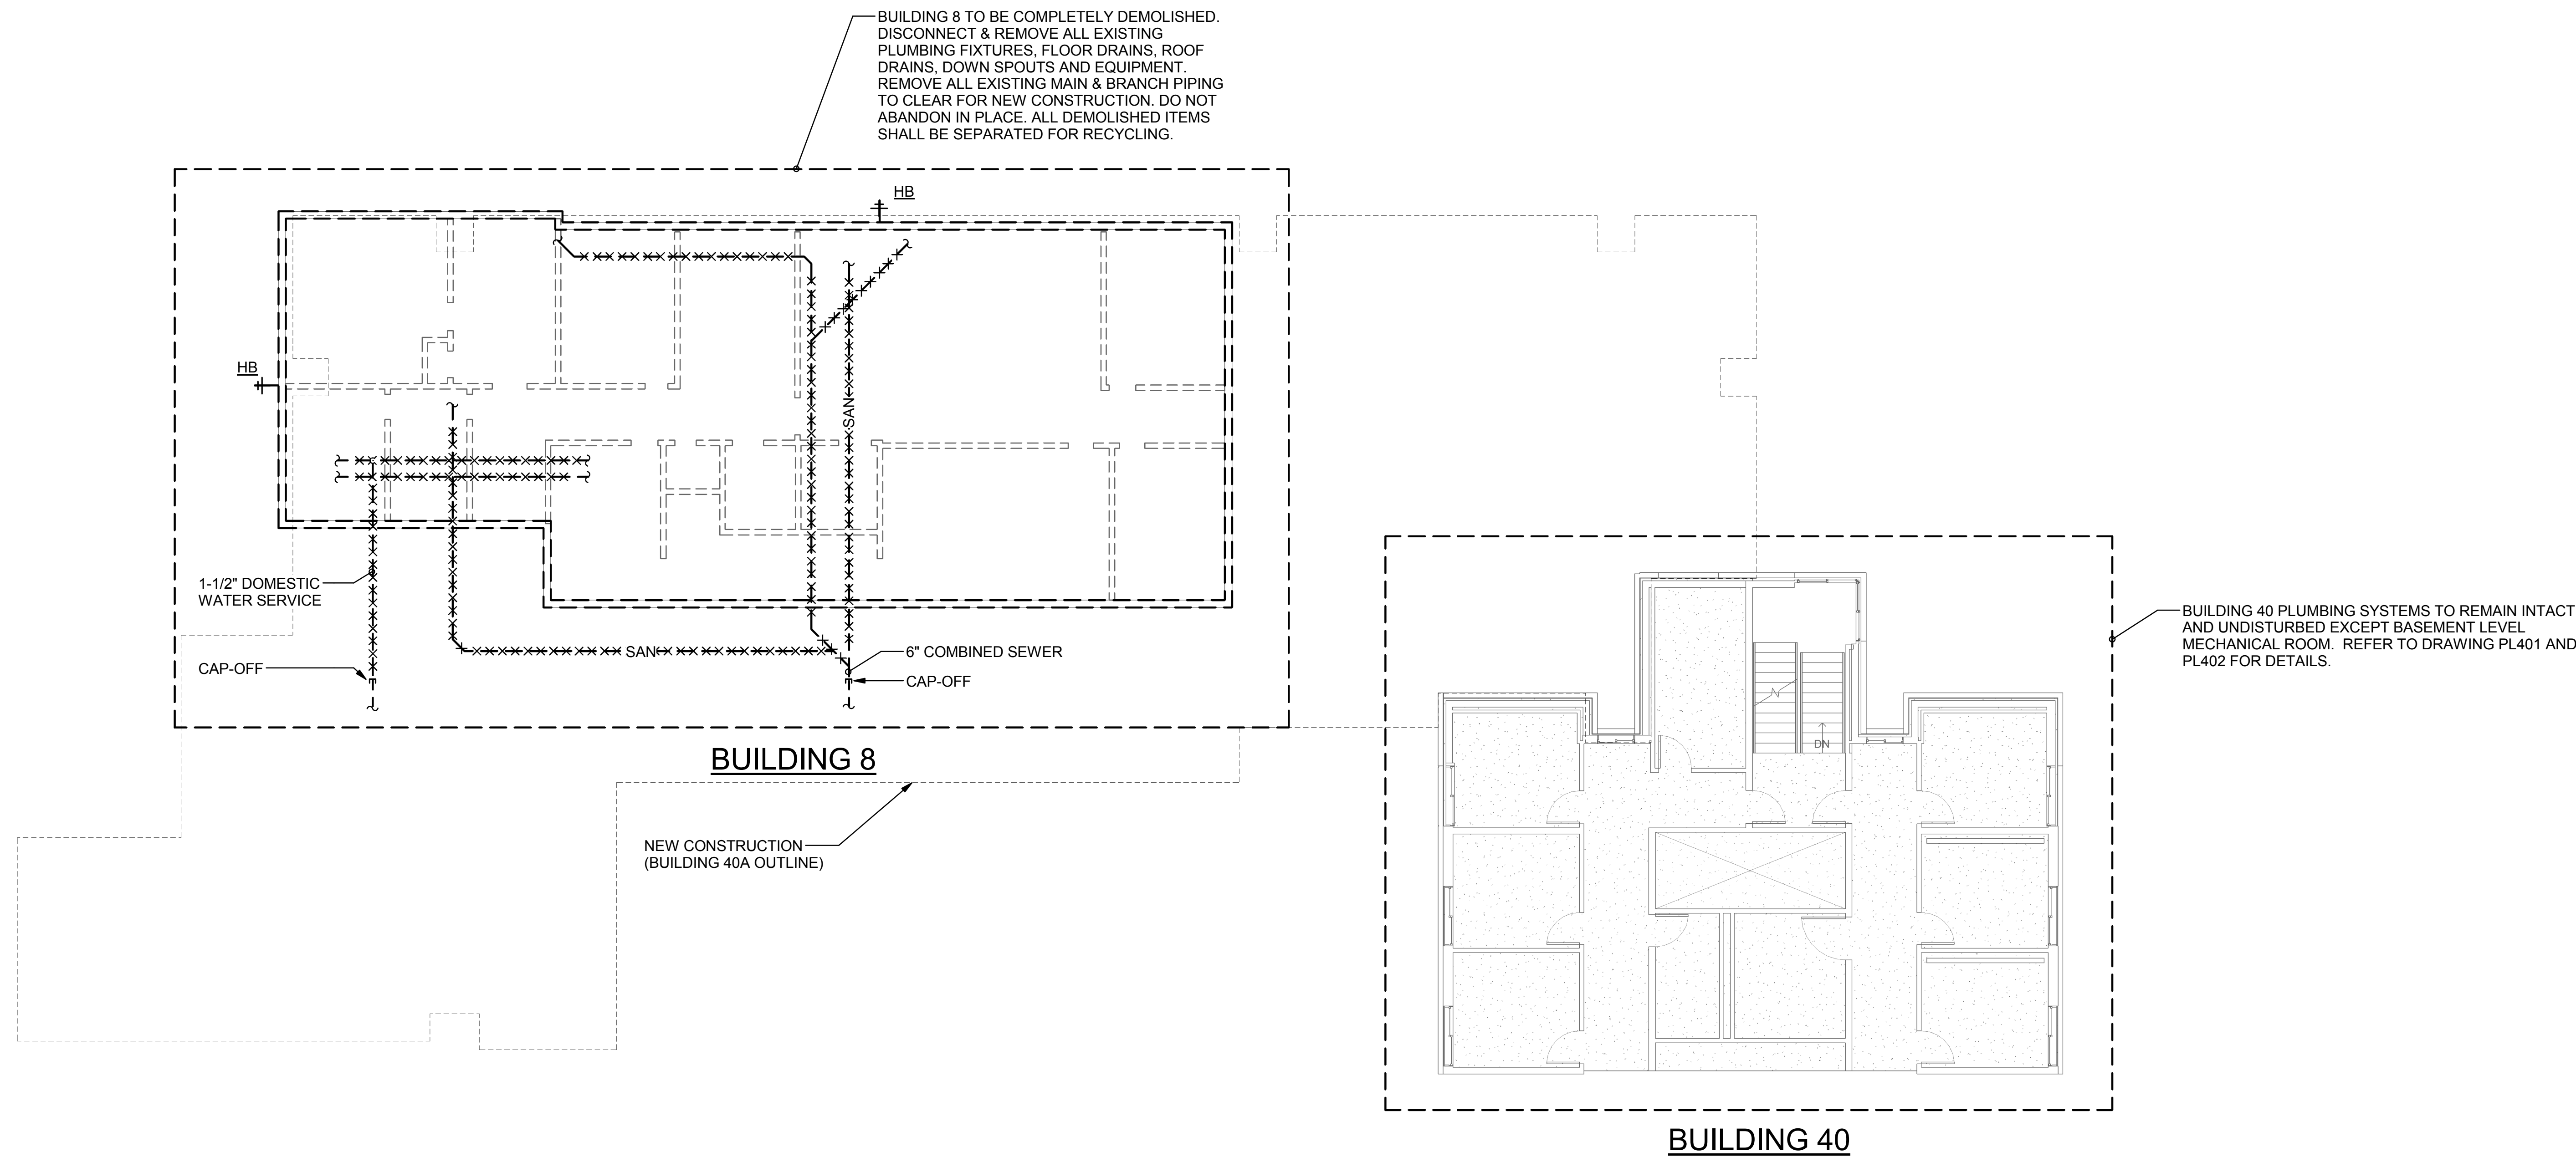 BUILDING 8 TO BE COMPLETELY DEMOLISHED.
DISCONNECT & REMOVE ALL EXISTING
PLUMBING FIXTURES, FLOOR DRAINS, ROOF
DRAINS, DOWN SPOUTS AND EQUIPMENT.
REMOVE ALL EXISTING MAIN & BRANCH PIPING
TO CLEAR FOR NEW CONSTRUCTION. DO NOT
ABANDON IN PLACE. ALL DEMOLISHED ITEMS
SHALL BE SEPARATED FOR RECYCLING.
HB
HB
SAN
1-1/2" DOMESTIC
WATER SERVICE
CAP-OFF
SAN
6" COMBINED SEWER
CAP-OFF
BUILDING 8
NEW CONSTRUCTION
(BUILDING 40A OUTLINE)
BUILDING 40 PLUMBING SYSTEMS TO REMAIN INTACT
AND UNDISTURBED EXCEPT BASEMENT LEVEL
MECHANICAL ROOM. REFER TO DRAWING PL401 AND
PL402 FOR DETAILS.
DN
BUILDING 40